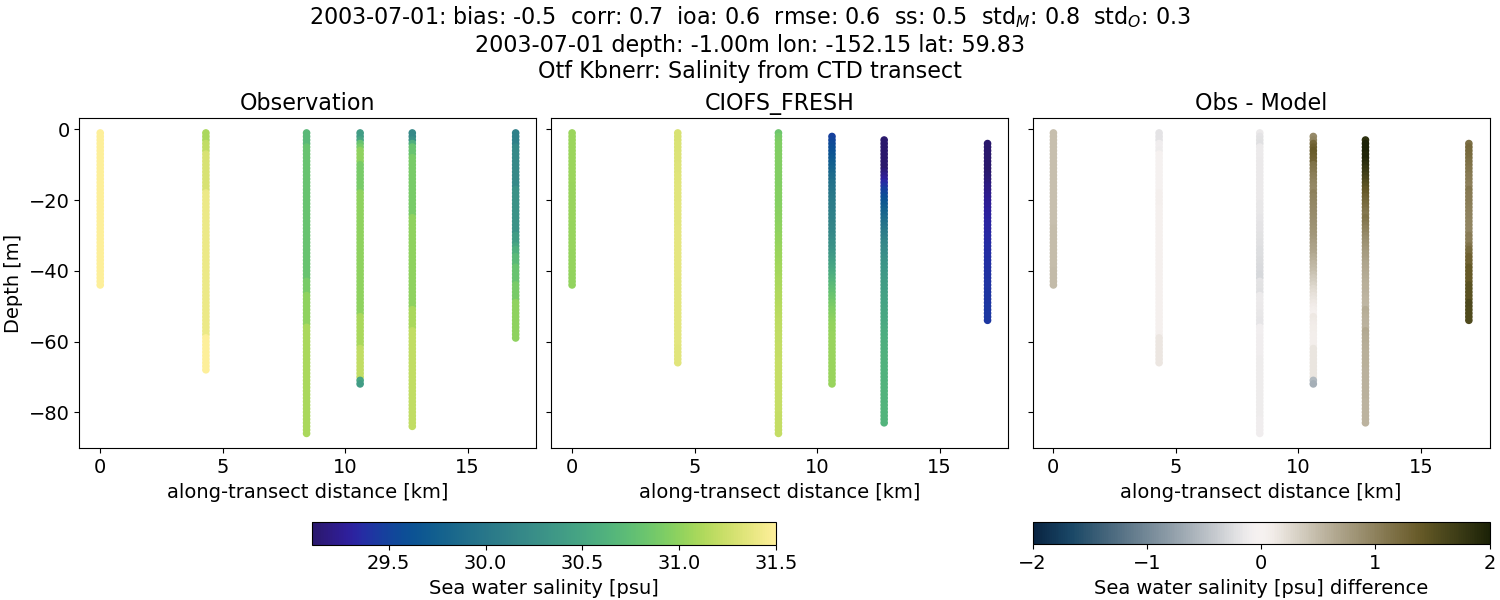 2003-07-01: bias: -0.5 corr: 0.7 ioa: 0.6 rmse: 0.6 ss: 0.5 std_M: 0.8 std_O: 0.3
2003-07-01 depth: -1.00m lon: -152.15 lat: 59.83
Otf Kbnerr: Salinity from CTD transect
Observation
CIOFS_FRESH
Obs - Model
Depth [m]
0
−20
−40
−60
−80
0 5 10 15
0 5 10 15
0 5 10 15
along-transect distance [km]
along-transect distance [km]
along-transect distance [km]
29.5 30.0 30.5 31.0 31.5
Sea water salinity [psu]
−2 −1 0 1 2
Sea water salinity [psu] difference